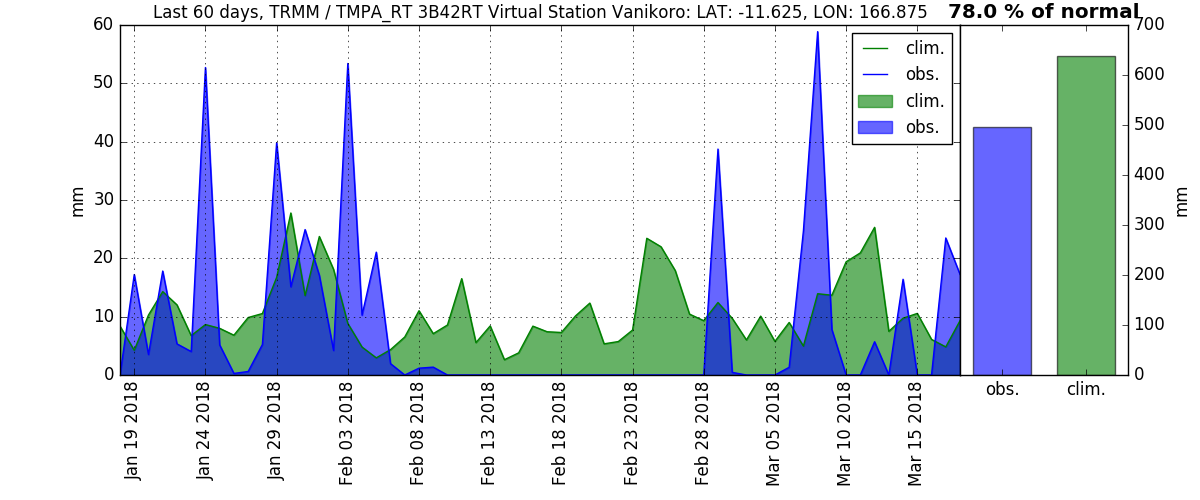 Last 60 days, TRMM / TMPA_RT 3B42RT Virtual Station Vanikoro: LAT: -11.625, LON: 166.875
78.0 % of normal
60
50
40
30
20
10
0
mm
clim.
obs.
clim.
obs.
Jan 19 2018
Jan 24 2018
Jan 29 2018
Feb 03 2018
Feb 08 2018
Feb 13 2018
Feb 18 2018
Feb 23 2018
Feb 28 2018
Mar 05 2018
Mar 10 2018
Mar 15 2018
700
600
500
400
300
200
100
0
mm
obs.
clim.